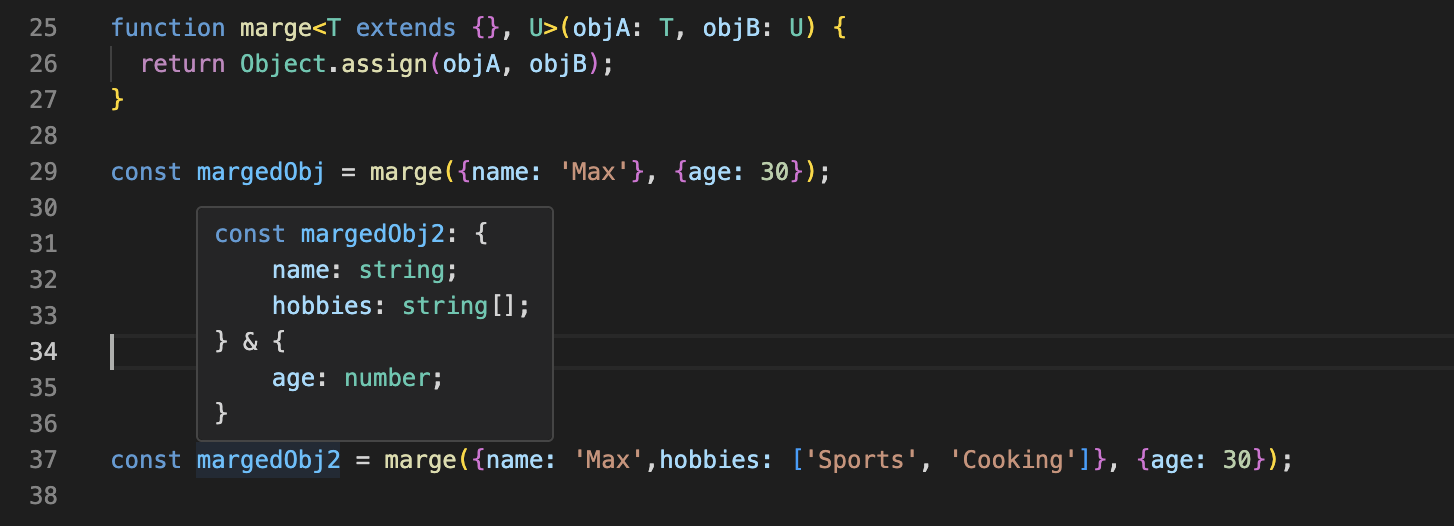 25 function marge<T extends {}, U>(objA: T, objB: U) {
26   return Object.assign(objA, objB);
27 }
28
29 const margedObj = marge({name: 'Max'}, {age: 30});
30
const margedObj2: {
31
    name: string;
32
    hobbies: string[];
33
} & {
34
    age: number;
35
}
36
37 const margedObj2 = marge({name: 'Max',hobbies: ['Sports', 'Cooking']}, {age: 30});
38